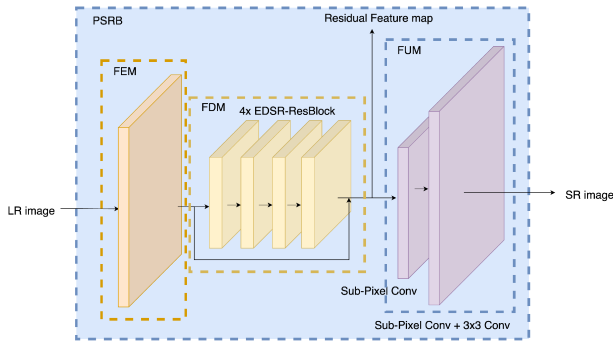 PSRB
Residual Feature map
FEM
FUM
FDM
4x EDSR-ResBlock
LR image
SR image
Sub-Pixel Conv
Sub-Pixel Conv + 3x3 Conv